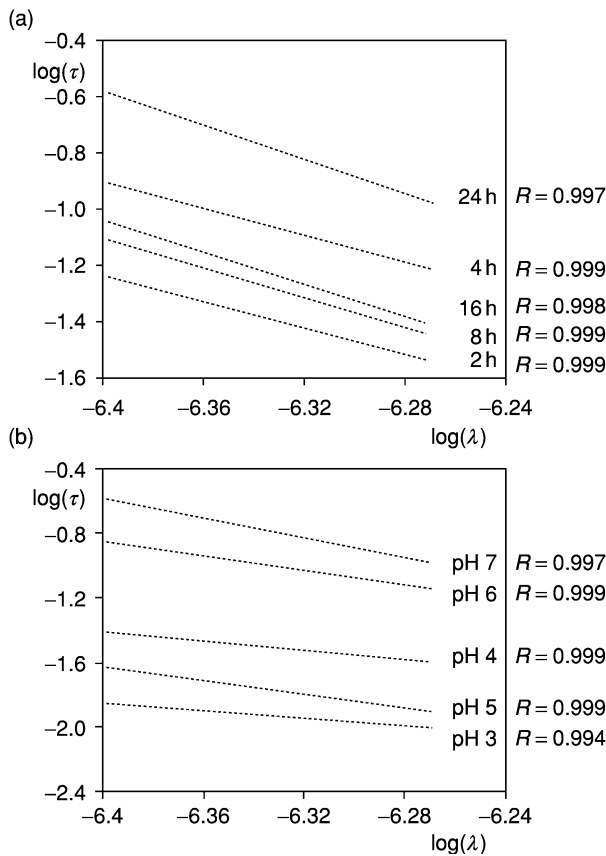 (a)
−0.4
log(τ)
−0.6
−0.8
−1.0
−1.2
−1.4
−1.6
24 h R = 0.997
4 h R = 0.999
16 h R = 0.998
8 h R = 0.999
2 h R = 0.999
−6.4 −6.36 −6.32 −6.28 −6.24
log(λ)
(b)
−0.4
log(τ)
−0.8
−1.2
−1.6
−2.0
−2.4
pH 7 R = 0.997
pH 6 R = 0.999
pH 4 R = 0.999
pH 5 R = 0.999
pH 3 R = 0.994
−6.4 −6.36 −6.32 −6.28 −6.24
log(λ)